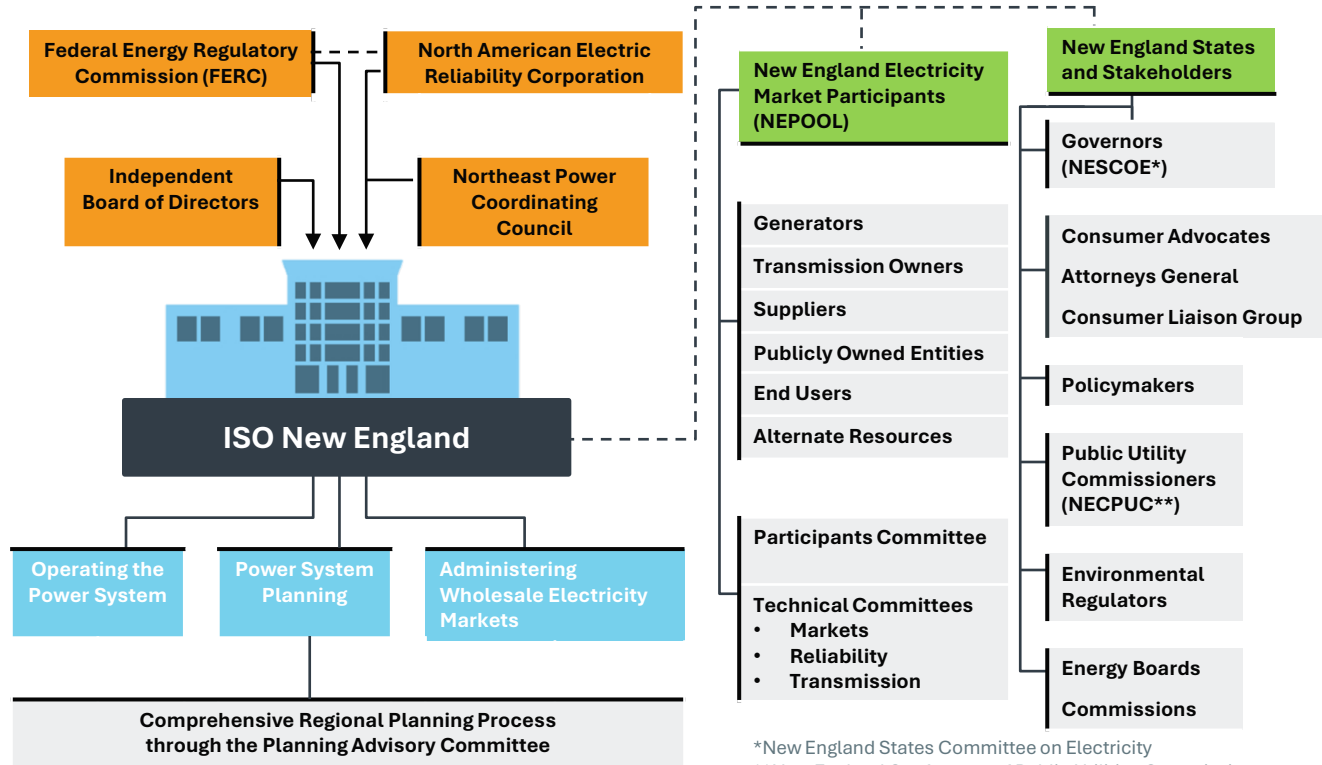 Federal Energy Regulatory
Commission (FERC)
North American Electric
Reliability Corporation
Independent
Board of Directors
Northeast Power
Coordinating
Council
ISO New England
Operating the
Power System
Power System
Planning
Administering
Wholesale Electricity
Markets
Comprehensive Regional Planning Process
through the Planning Advisory Committee
New England Electricity
Market Participants
(NEPOOL)
Generators
Transmission Owners
Suppliers
Publicly Owned Entities
End Users
Alternate Resources
Participants Committee
Technical Committees
• Markets
• Reliability
• Transmission
New England States
and Stakeholders
Governors
(NESCOE*)
Consumer Advocates
Attorneys General
Consumer Liaison Group
Policymakers
Public Utility
Commissioners
(NECPUC**)
Environmental
Regulators
Energy Boards
Commissions
*New England States Committee on Electricity